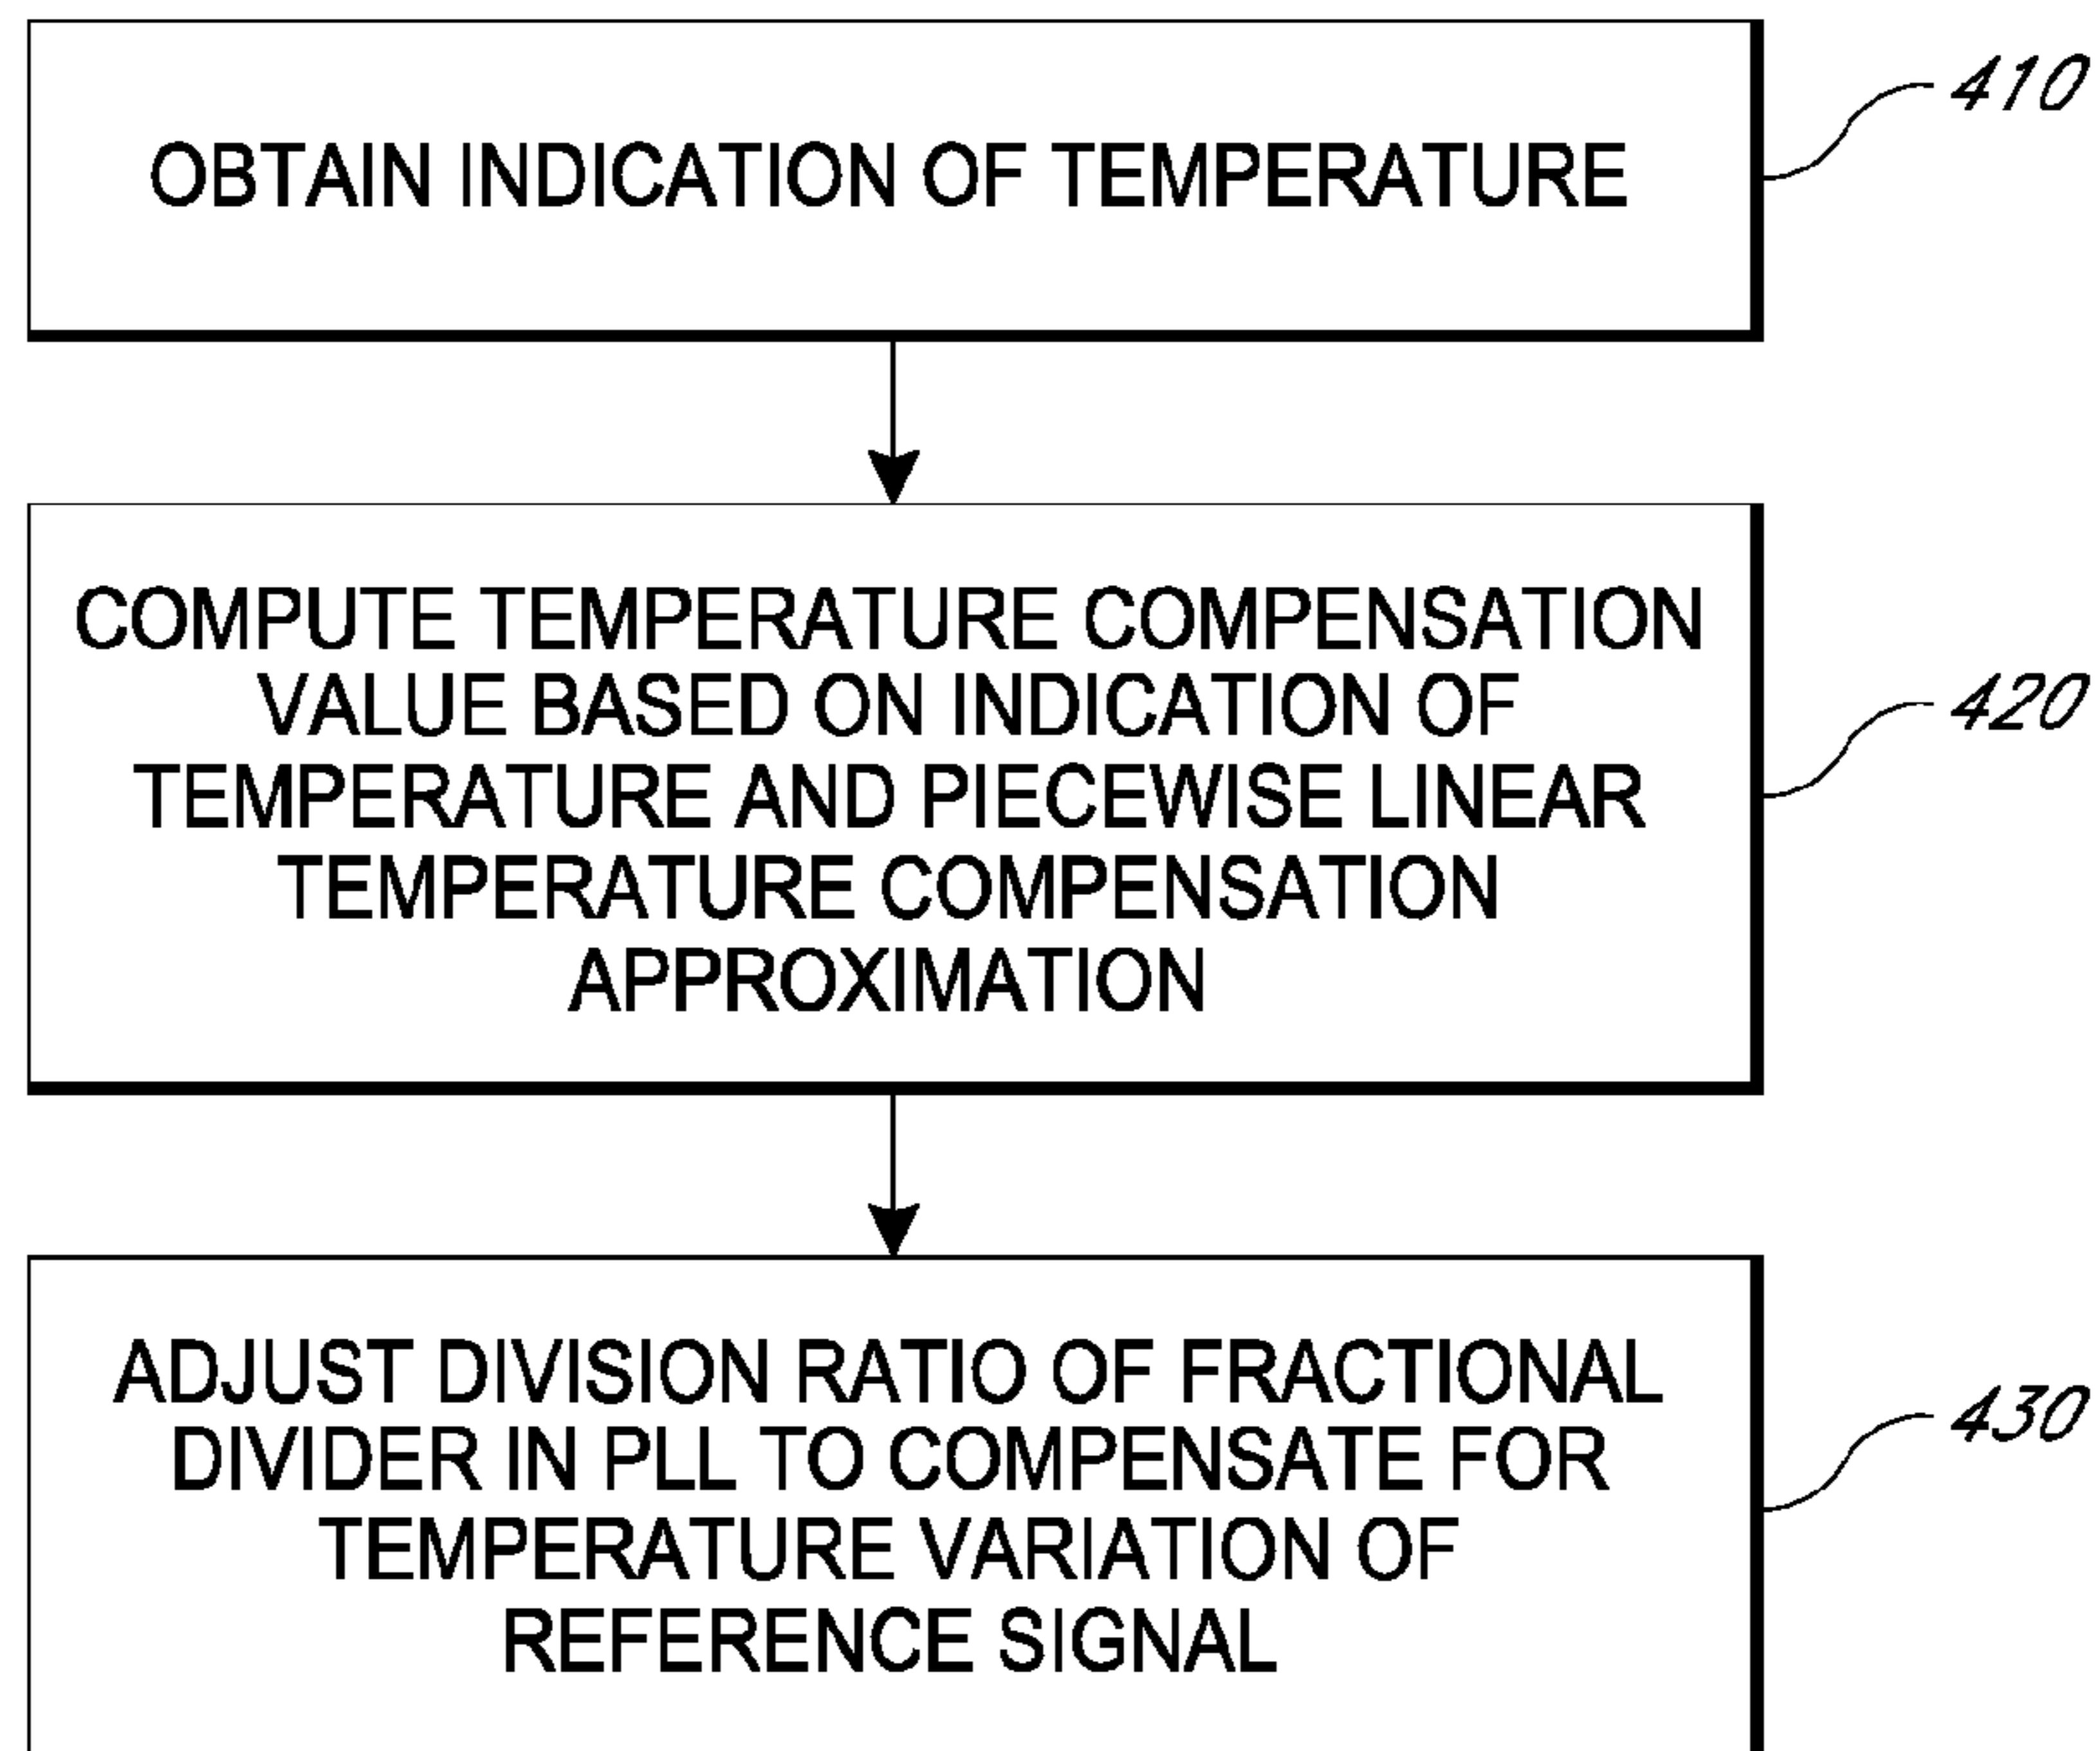 OBTAIN INDICATION OF TEMPERATURE
410
COMPUTE TEMPERATURE COMPENSATION
VALUE BASED ON INDICATION OF
TEMPERATURE AND PIECEWISE LINEAR
TEMPERATURE COMPENSATION
APPROXIMATION
420
ADJUST DIVISION RATIO OF FRACTIONAL
DIVIDER IN PLL TO COMPENSATE FOR
TEMPERATURE VARIATION OF
REFERENCE SIGNAL
430